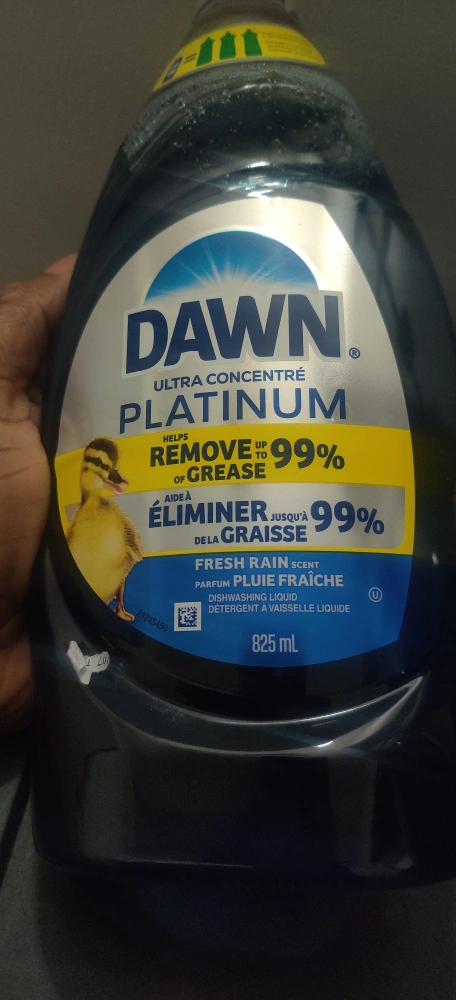 DAWN®
ULTRA CONCENTRÉ
PLATINUM
HELPS
REMOVE UP TO 99%
OF GREASE
AIDE À
ÉLIMINER JUSQU'À 99%
DE LA GRAISSE
FRESH RAIN SCENT
PARFUM PLUIE FRAÎCHE
DISHWASHING LIQUID
DÉTERGENT À VAISSELLE LIQUIDE
U
825 mL